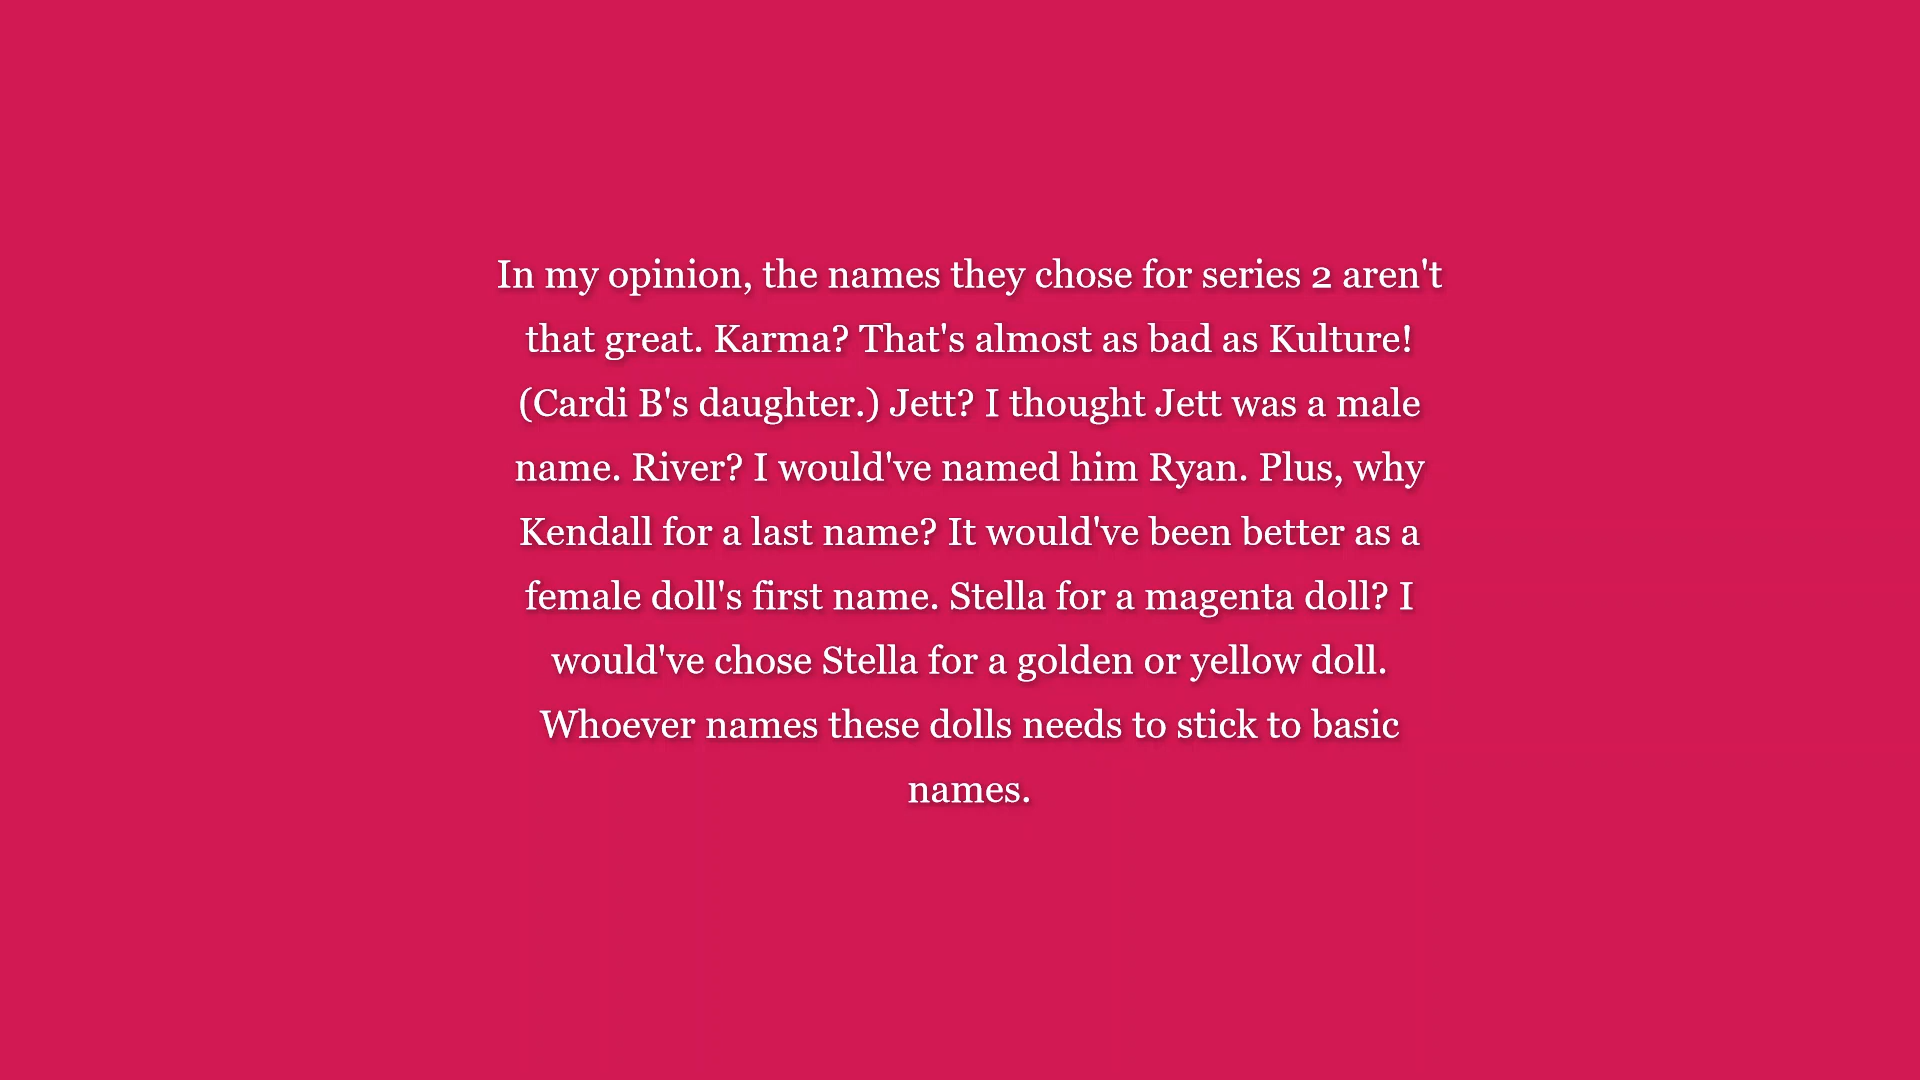 In my opinion, the names they chose for series 2 aren't
that great. Karma? That's almost as bad as Kulture!
(Cardi B's daughter.) Jett? I thought Jett was a male
name. River? I would've named him Ryan. Plus, why
Kendall for a last name? It would've been better as a
female doll's first name. Stella for a magenta doll? I
would've chose Stella for a golden or yellow doll.
Whoever names these dolls needs to stick to basic
names.